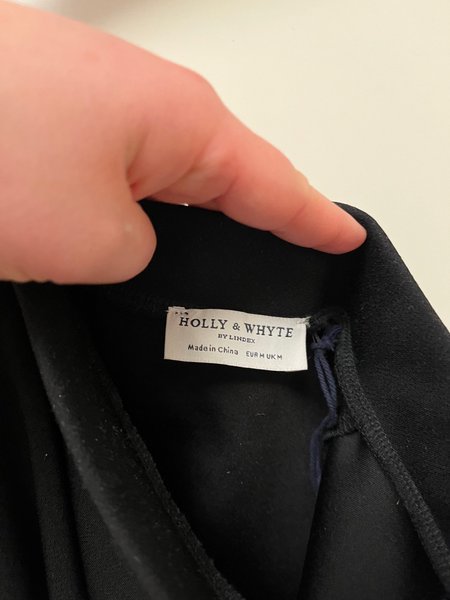 HOLLY & WHYTE
BY LINDEX
Made in China EUR M UK M